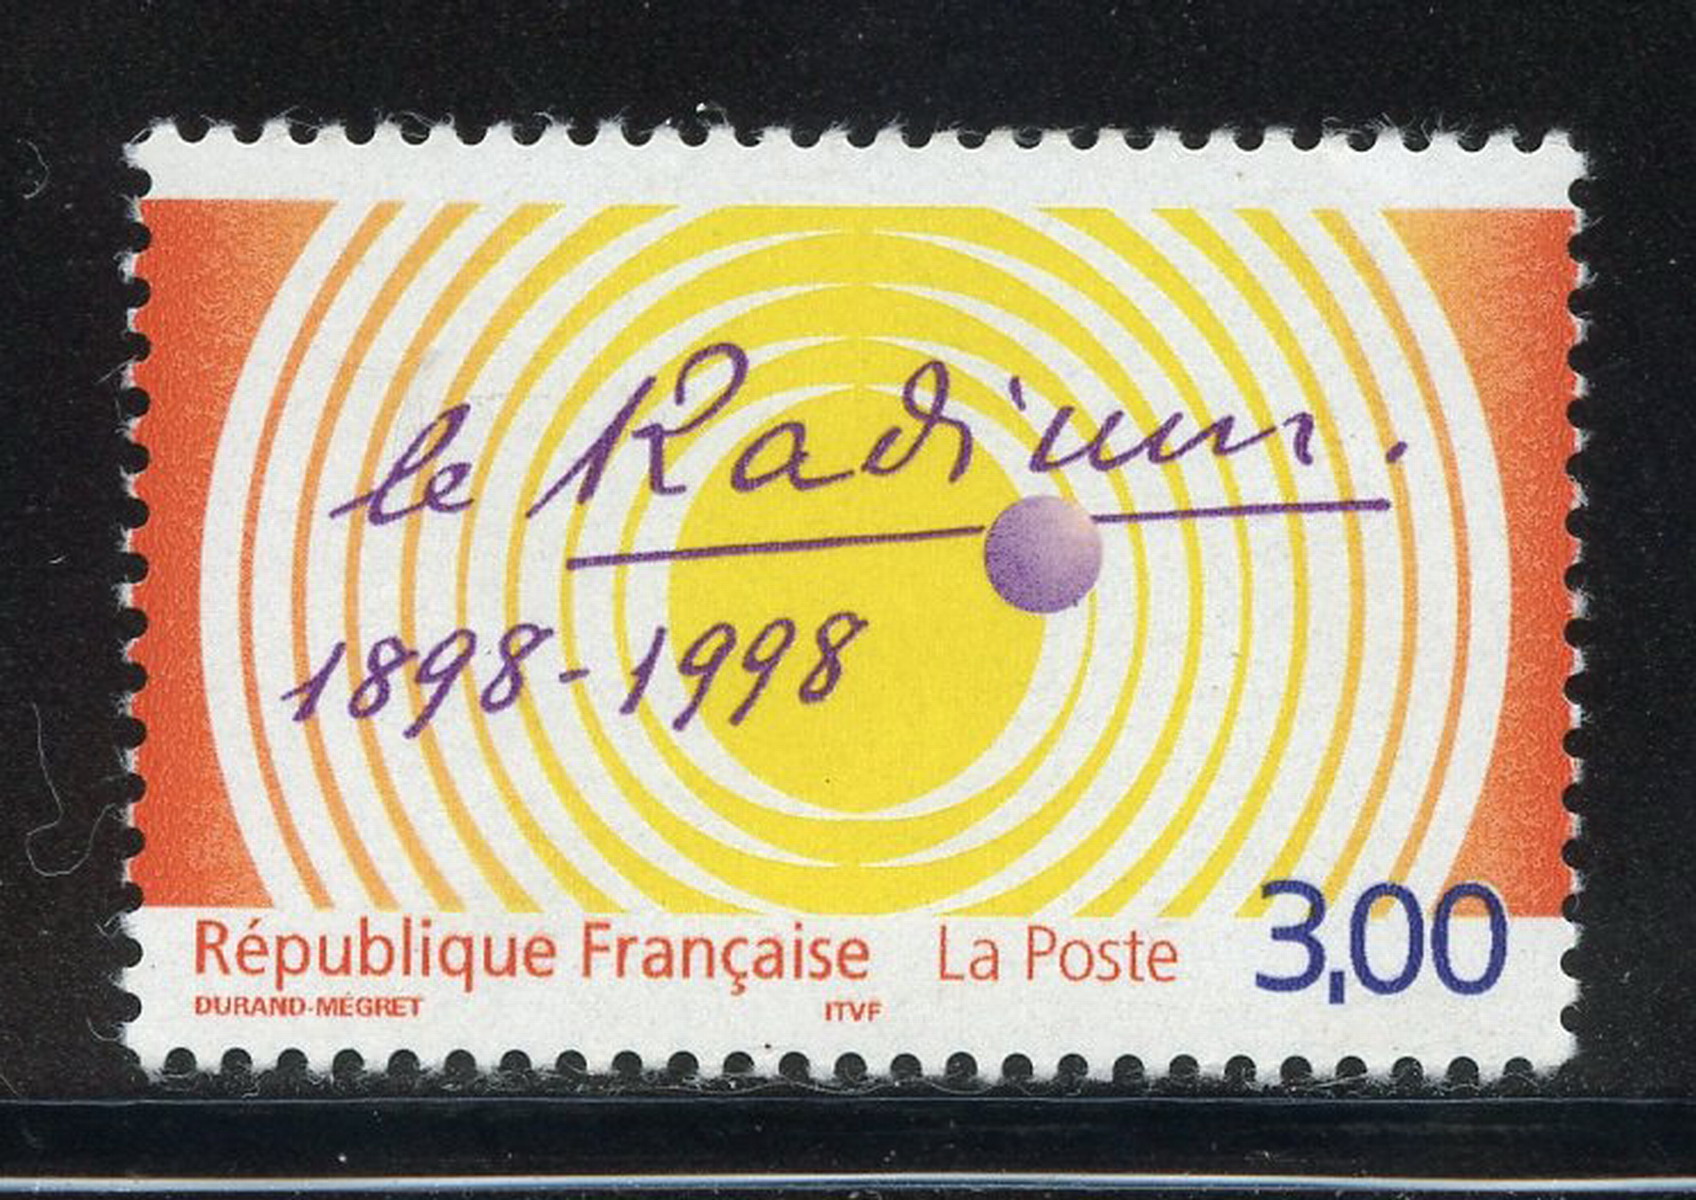 le Radium.
1898-1998
République Française La Poste 3,00
DURAND-MÉGRET ITVF